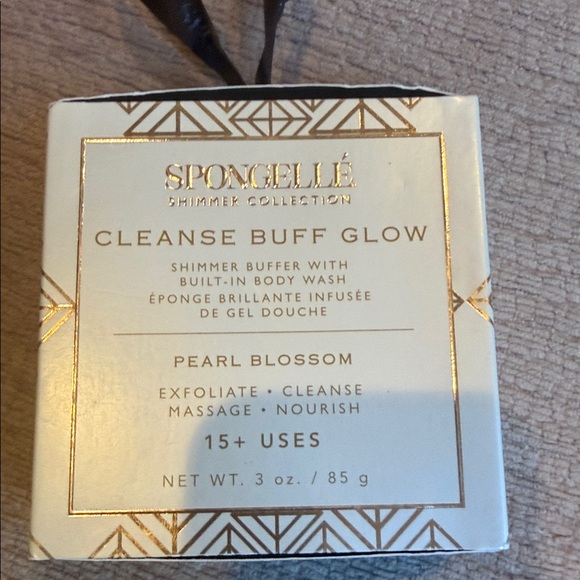 SPONGELLÉ
SHIMMER COLLECTION
CLEANSE BUFF GLOW
SHIMMER BUFFER WITH
BUILT-IN BODY WASH
ÉPONGE BRILLANTE INFUSÉE
DE GEL DOUCHE
PEARL BLOSSOM
EXFOLIATE • CLEANSE
MASSAGE • NOURISH
15+ USES
NET WT. 3 oz. / 85 g